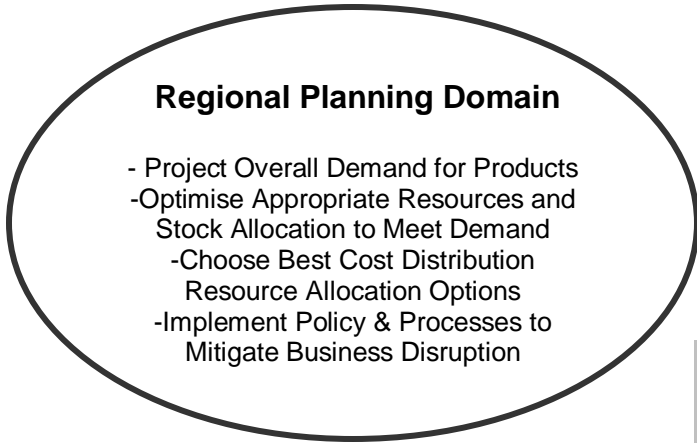 Regional Planning Domain
- Project Overall Demand for Products
-Optimise Appropriate Resources and
Stock Allocation to Meet Demand
-Choose Best Cost Distribution
Resource Allocation Options
-Implement Policy & Processes to
Mitigate Business Disruption